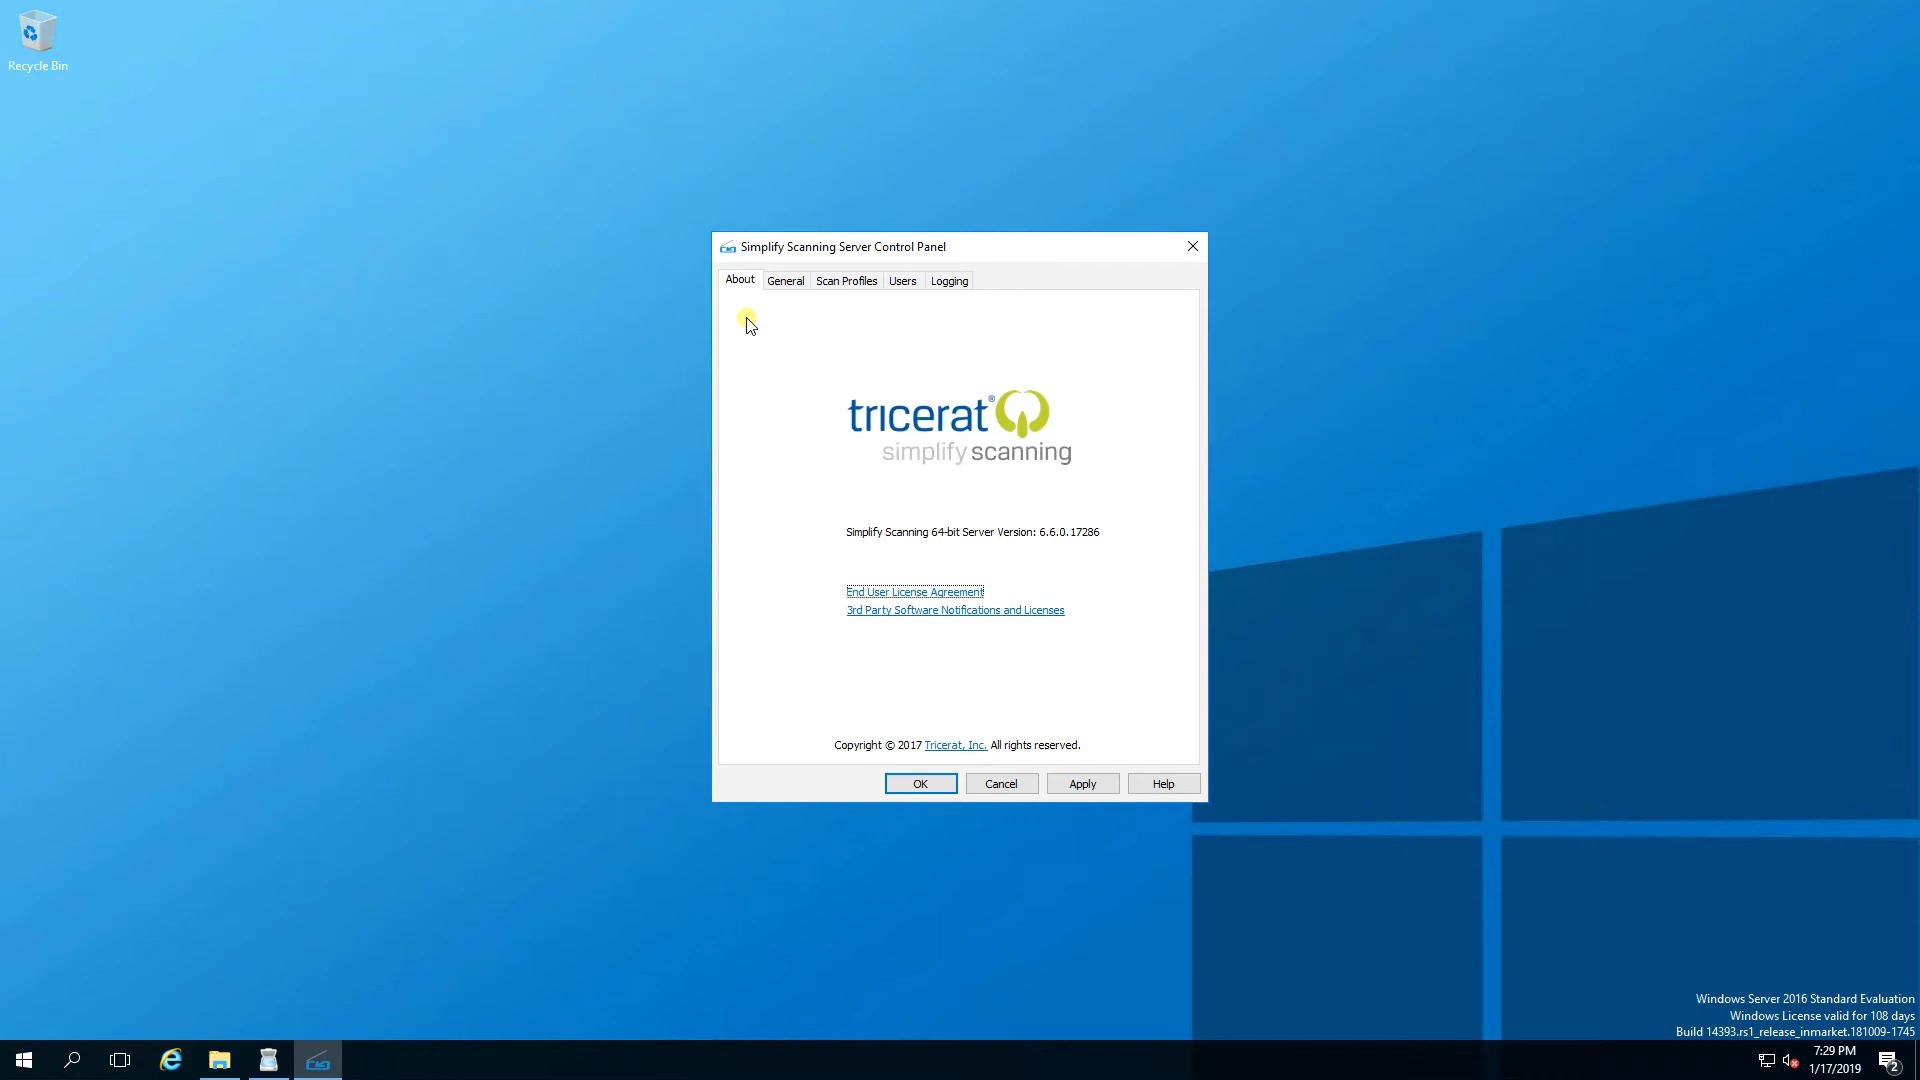 Recycle Bin
Simplify Scanning Server Control Panel
About General Scan Profiles Users Logging
tricerat®
simplify scanning
Simplify Scanning 64-bit Server Version: 6.6.0.17286
End User License Agreement
3rd Party Software Notifications and Licenses
Copyright © 2017 Tricerat, Inc. All rights reserved.
OK Cancel Apply Help
Windows Server 2016 Standard Evaluation
Windows License valid for 108 days
Build 14393.rs1_release_inmarket.181009-1745
7:29 PM
1/17/2019
2